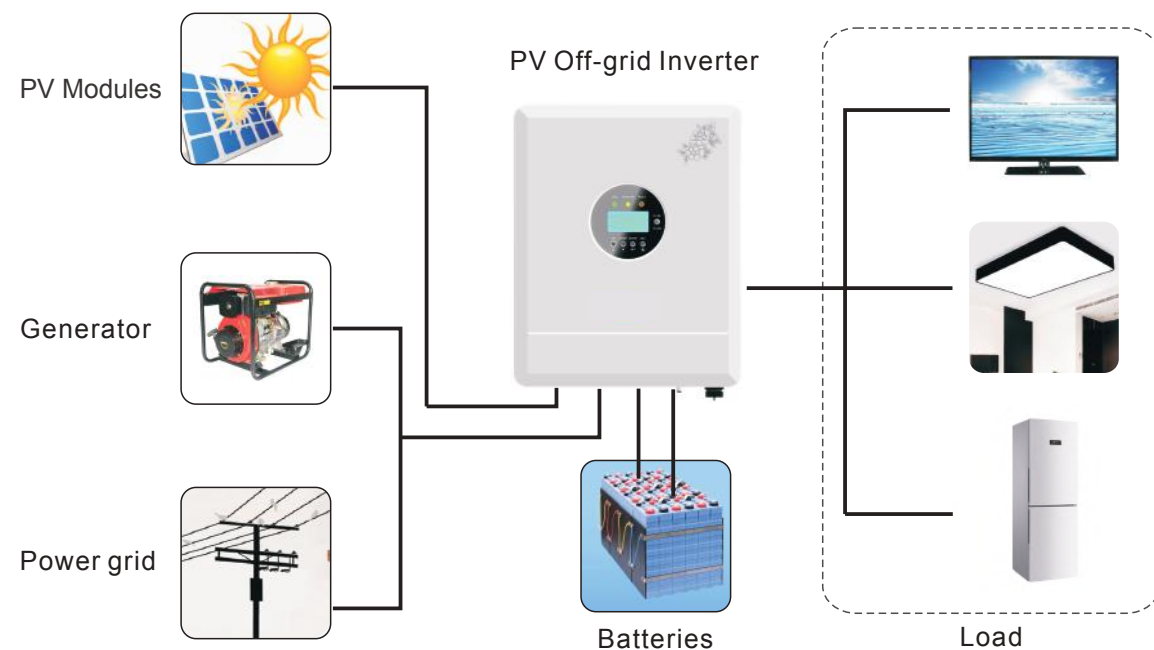 PV Modules
PV Off-grid Inverter
Generator
Power grid
Batteries
Load